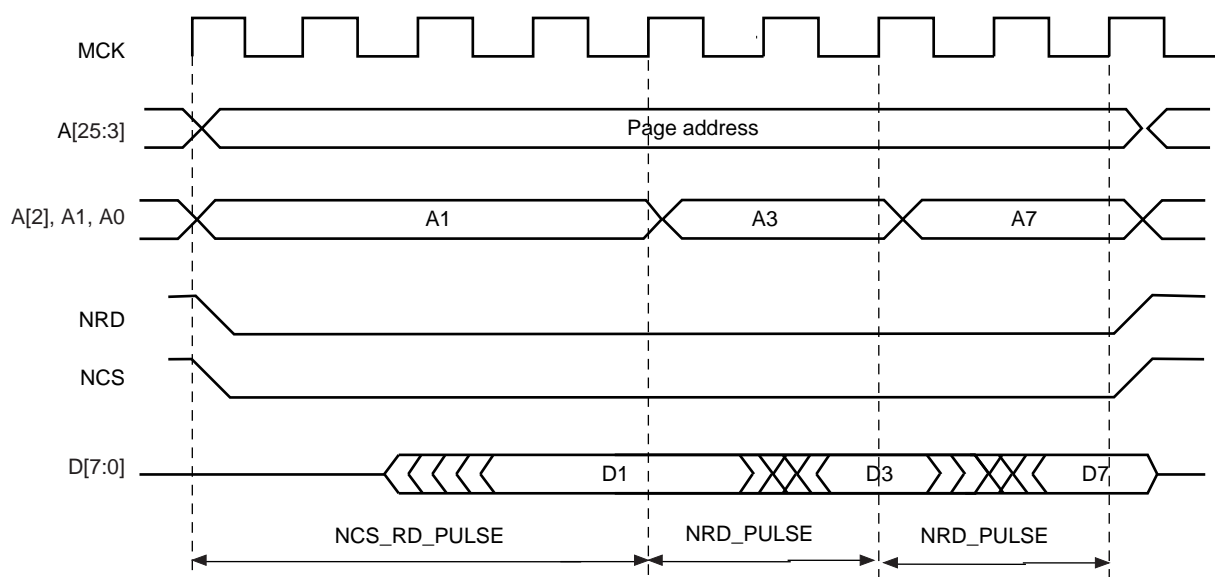 MCK
A[25:3]
Page address
A[2], A1, A0
A1
A3
A7
NRD
NCS
D[7:0]
D1
D3
D7
NCS_RD_PULSE
NRD_PULSE
NRD_PULSE